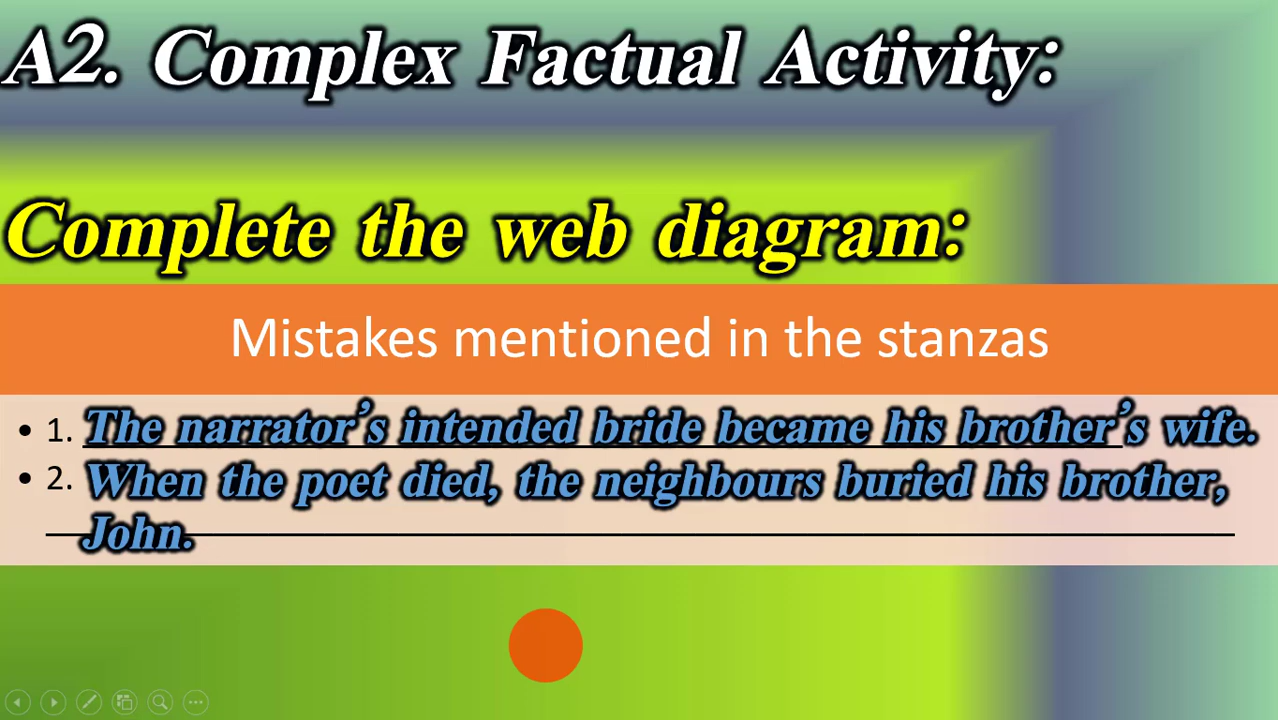 A2. Complex Factual Activity:
Complete the web diagram:
Mistakes mentioned in the stanzas
• 1. The narrator’s intended bride became his brother’s wife.
• 2. When the poet died, the neighbours buried his brother,
John.